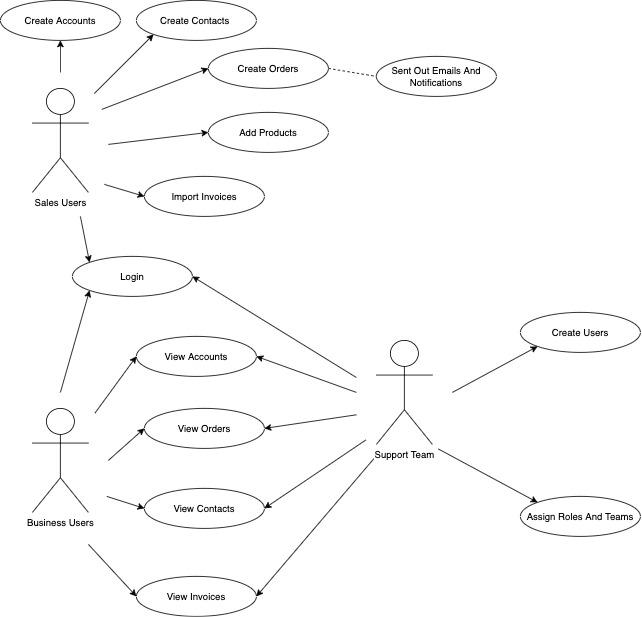 Create Accounts
Create Contacts
Create Orders
Sent Out Emails And
Notifications
Add Products
Sales Users
Import Invoices
Login
Create Users
View Accounts
View Orders
Support Team
View Contacts
Business Users
Assign Roles And Teams
View Invoices